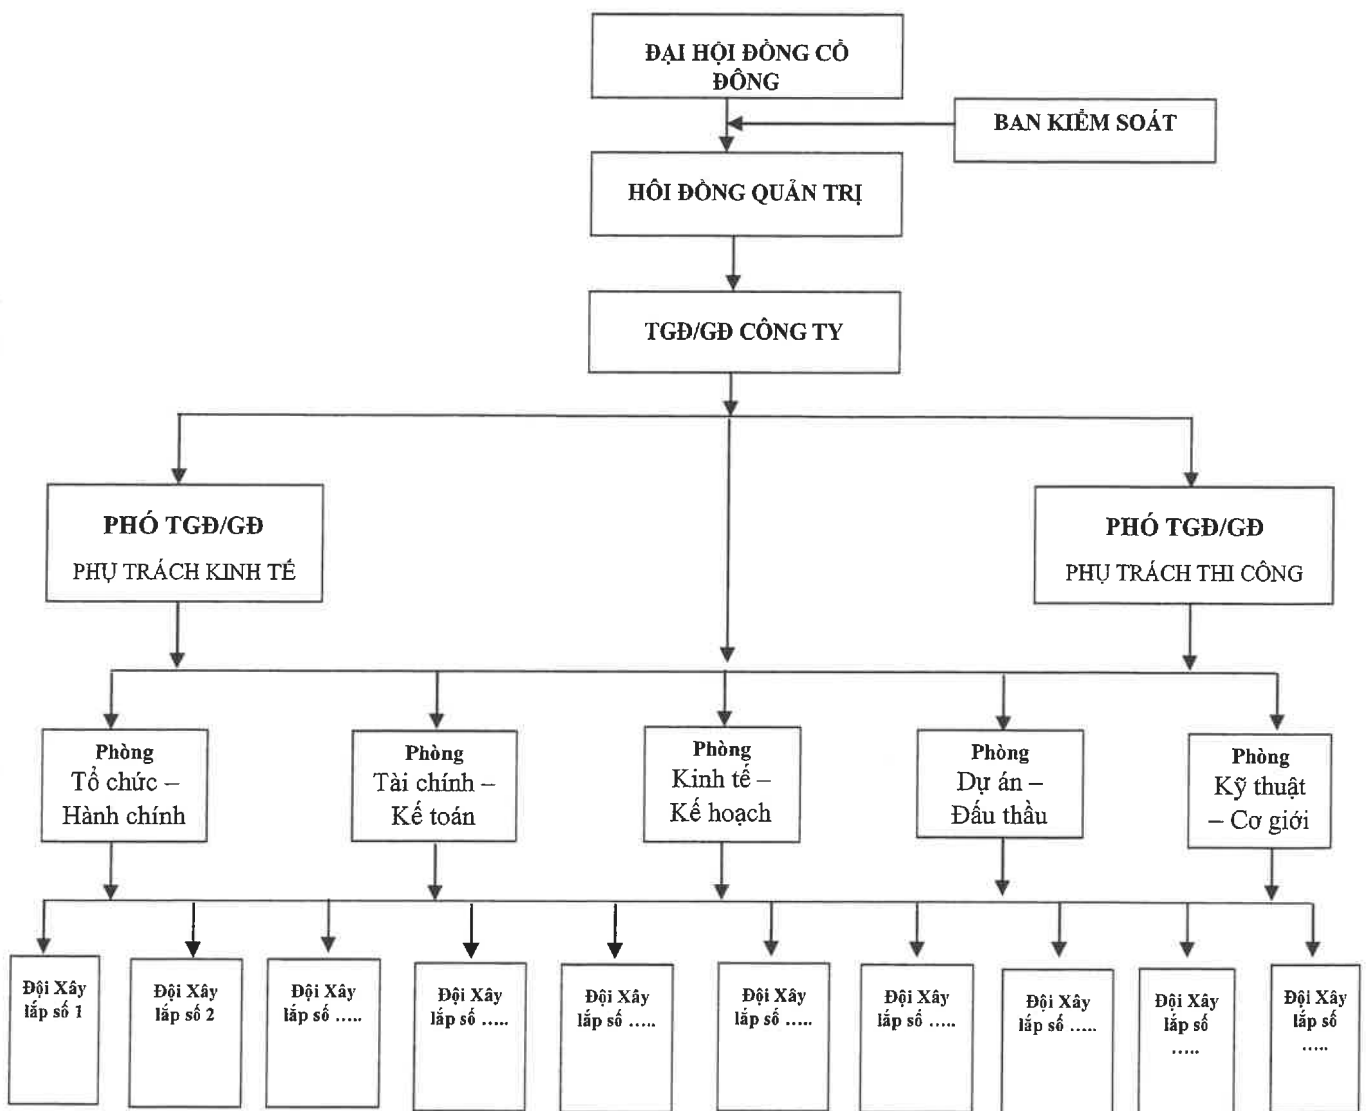 ĐẠI HỘI ĐỒNG CỔ
ĐÔNG
BAN KIỂM SOÁT
HÔI ĐỒNG QUẢN TRỊ
TGĐ/GĐ CÔNG TY
PHÓ TGĐ/GĐ
PHỤ TRÁCH KINH TẾ
PHÓ TGĐ/GĐ
PHỤ TRÁCH THI CÔNG
Phòng
Tổ chức –
Hành chính
Phòng
Tài chính –
Kế toán
Phòng
Kinh tế –
Kế hoạch
Phòng
Dự án –
Đấu thầu
Phòng
Kỹ thuật
– Cơ giới
Đội Xây
lắp số 1
Đội Xây
lắp số 2
Đội Xây
lắp số …..
Đội Xây
lắp số …..
Đội Xây
lắp số …..
Đội Xây
lắp số …..
Đội Xây
lắp số …..
Đội Xây
lắp số …..
Đội Xây
lắp số
…..
Đội Xây
lắp số
…..